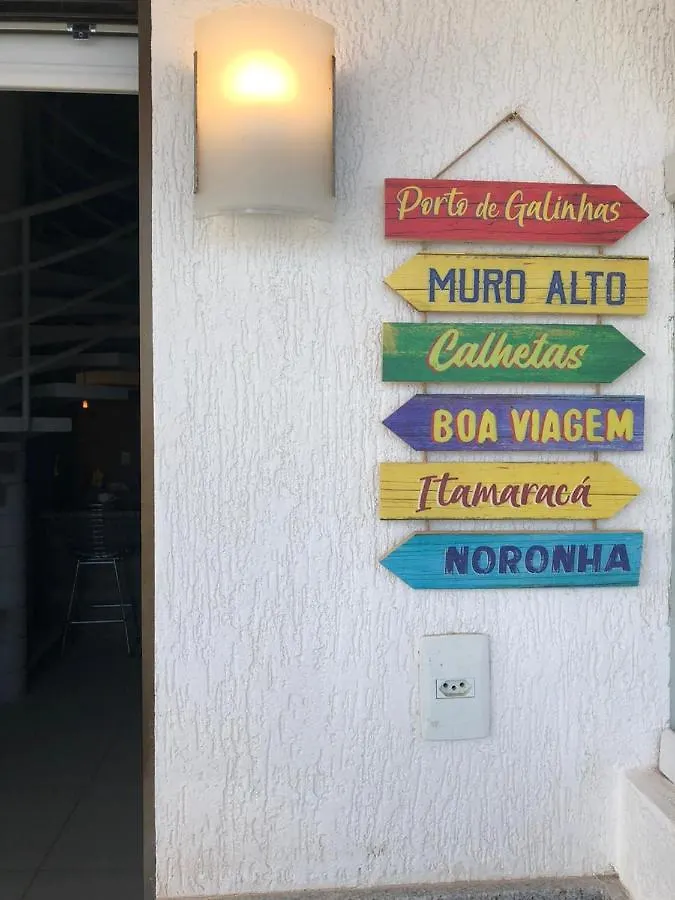 Porto de Galinhas
MURO ALTO
Calhetas
BOA VIAGEM
Itamaracá
NORONHA